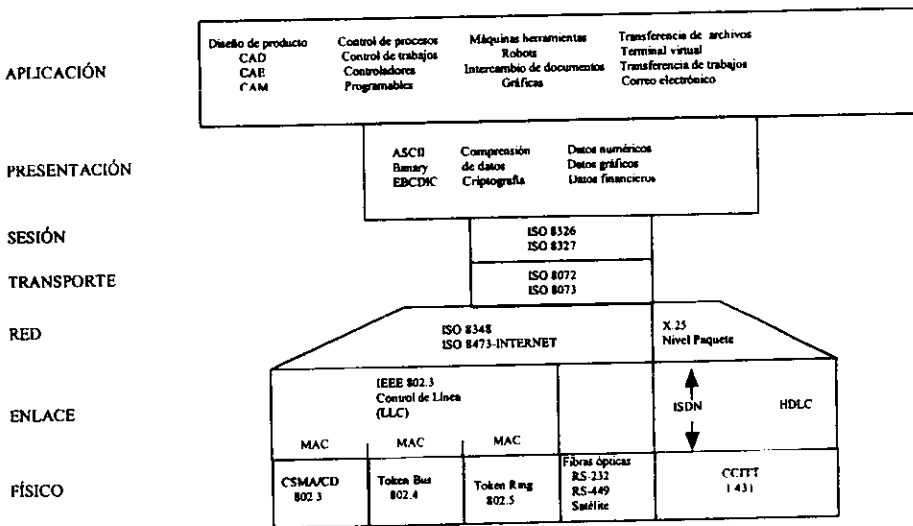 APLICACIÓN
Diseño de producto
CAD
CAE
CAM
Control de procesos
Control de trabajos
Controladores
Programables
Máquinas herramientas
Robots
Intercambio de documentos
Gráficas
Transferencia de archivos
Terminal virtual
Transferencia de trabajos
Correo electrónico
PRESENTACIÓN
ASCII
Binary
EBCDIC
Comprensión
de datos
Criptografía
Datos numéricos
Datos gráficos
Datos financieros
SESIÓN
ISO 8326
ISO 8327
TRANSPORTE
ISO 8072
ISO 8073
RED
ISO 8348
ISO 8473-INTERNET
X.25
Nivel Paquete
ENLACE
IEEE 802.3
Control de Línea
(LLC)
MAC
MAC
MAC
ISDN
HDLC
FÍSICO
CSMA/CD
802.3
Token Bus
802.4
Token Ring
802.5
Fibras ópticas
RS-232
RS-449
Satélite
CCITT
I 431